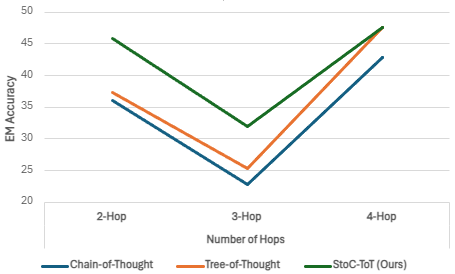 50
45
40
35
30
25
20
EM Accuracy
2-Hop 3-Hop 4-Hop
Number of Hops
Chain-of-Thought Tree-of-Thought StoC-ToT (Ours)